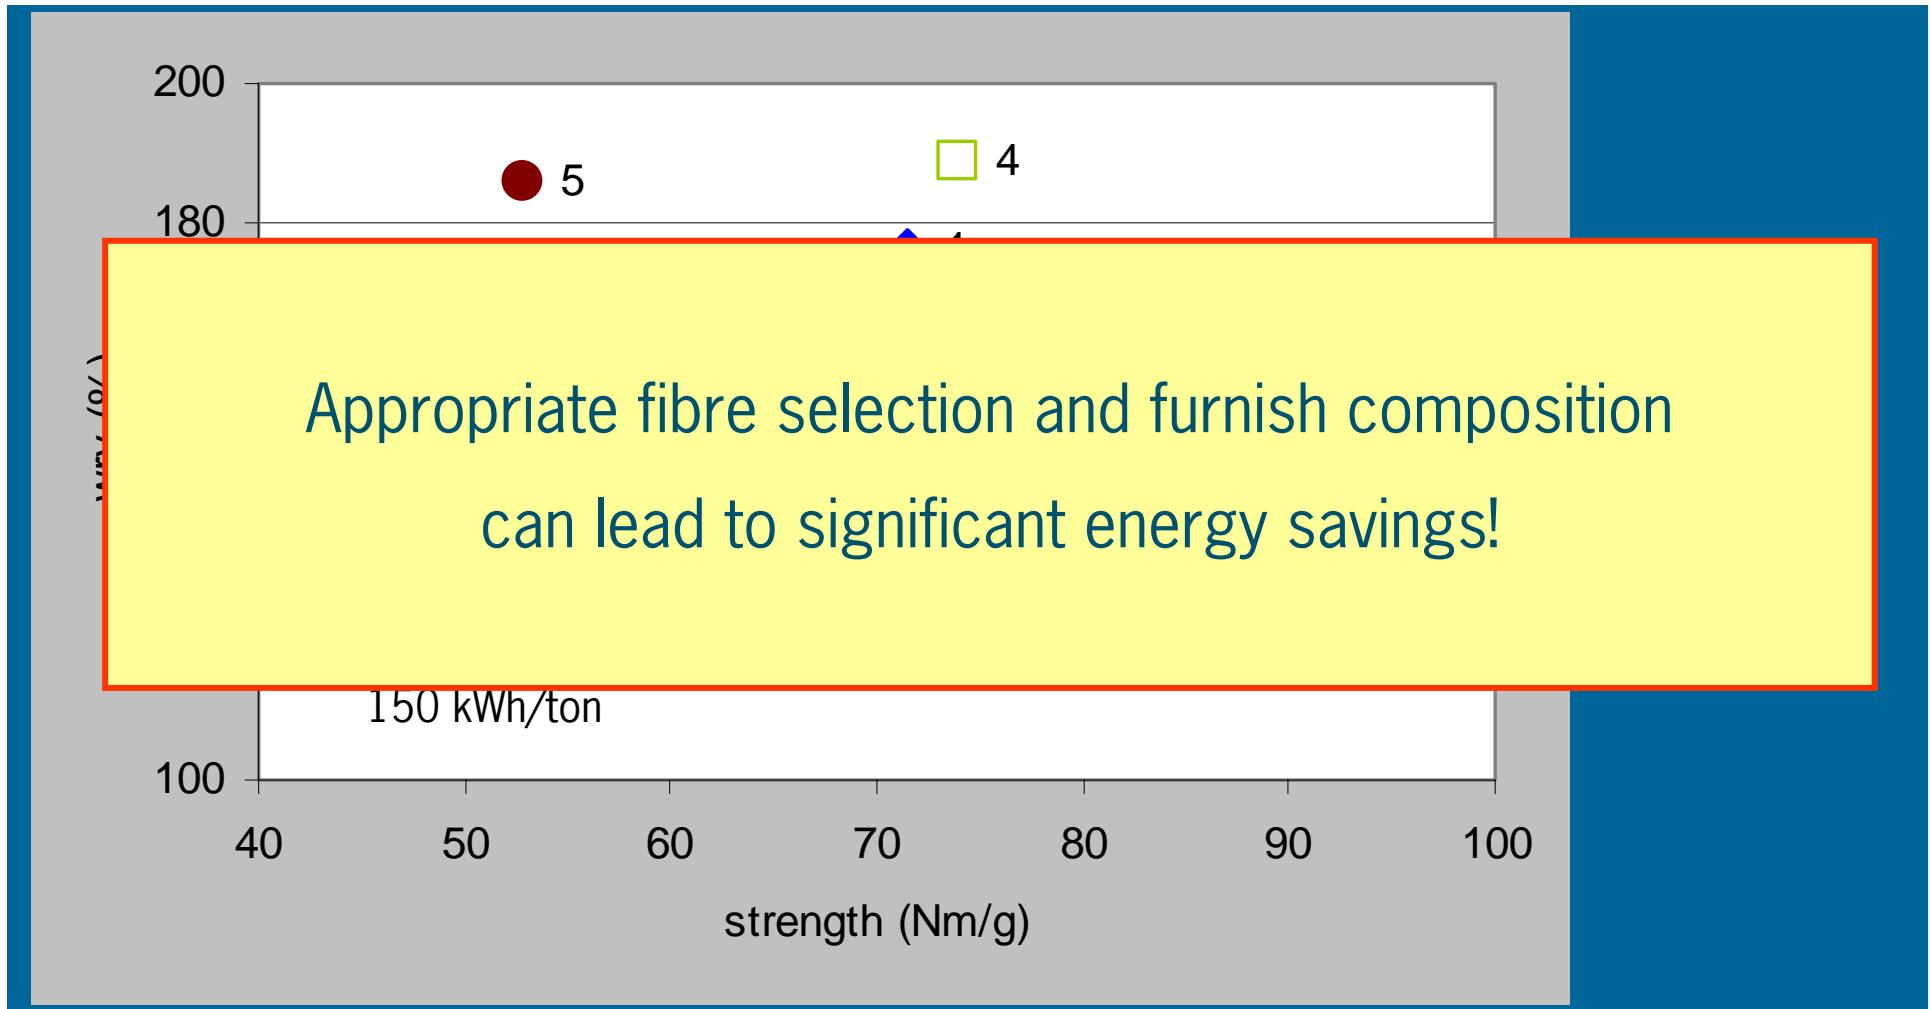 200
5
4
180
Appropriate fibre selection and furnish composition
can lead to significant energy savings!
150 kWh/ton
100
40 50 60 70 80 90 100
strength (Nm/g)